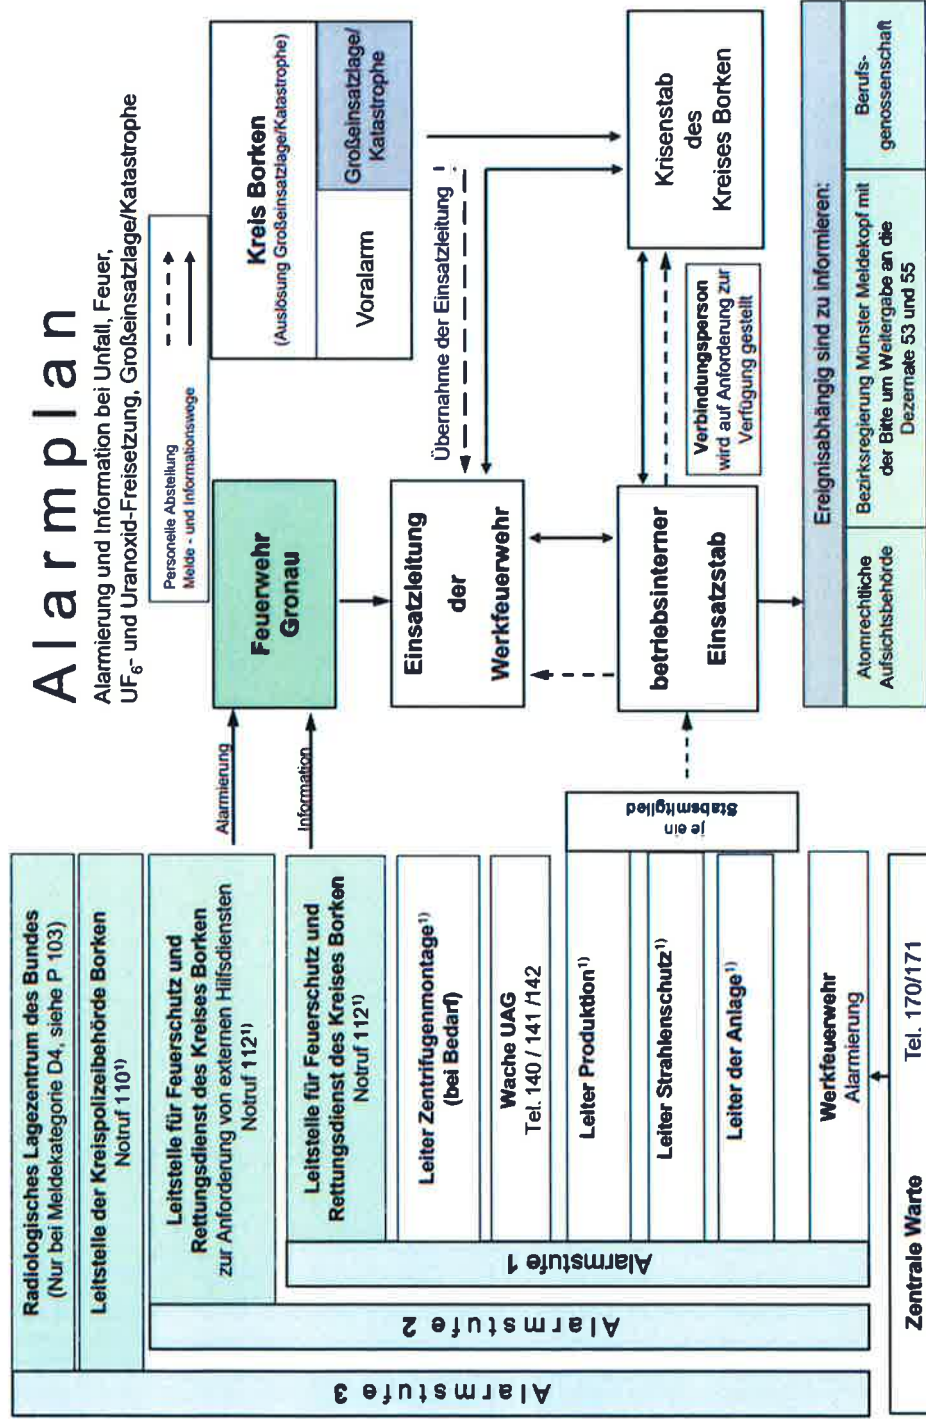 Alarmplan
Alarmierung und Information bei Unfall, Feuer,
UF₆- und Uranoxid-Freisetzung, Großeinsatzlage/Katastrophe
Personelle Abstellung
Melde - und Informationswege
Radiologisches Lagezentrum des Bundes
(Nur bei Meldekategorie D4, siehe P 103)
Leitstelle der Kreispolizeibehörde Borken
Notruf 110¹⁾
Leitstelle für Feuerschutz und
Rettungsdienst des Kreises Borken
zur Anforderung von externen Hilfsdiensten
Notruf 112¹⁾
Leitstelle für Feuerschutz und
Rettungsdienst des Kreises Borken
Notruf 112¹⁾
Leiter Zentrifugenmontage¹⁾
(bei Bedarf)
Wache UAG
Tel. 140 / 141 /142
Leiter Produktion¹⁾
Leiter Strahlenschutz¹⁾
Leiter der Anlage¹⁾
Werkfeuerwehr
Alarmierung
Zentrale Warte Tel. 170/171
Alarmstufe 3
Alarmstufe 2
Alarmstufe 1
je ein
Stabsmitglied
Alarmierung
Information
Feuerwehr
Gronau
Einsatzleitung
der
Werkfeuerwehr
betriebsinterner
Einsatzstab
Kreis Borken
(Auslösung Großeinsatzlage/Katastrophe)
Voralarm
Großeinsatzlage/
Katastrophe
Übernahme der Einsatzleitung
Krisenstab
des
Kreises Borken
Verbindungsperson
wird auf Anforderung zur
Verfügung gestellt
Ereignisabhängig sind zu informieren:
Atomrechtliche
Aufsichtsbehörde
Bezirksregierung Münster Meldekopf mit
der Bitte um Weitergabe an die
Dezernate 53 und 55
Berufs-
genossenschaft